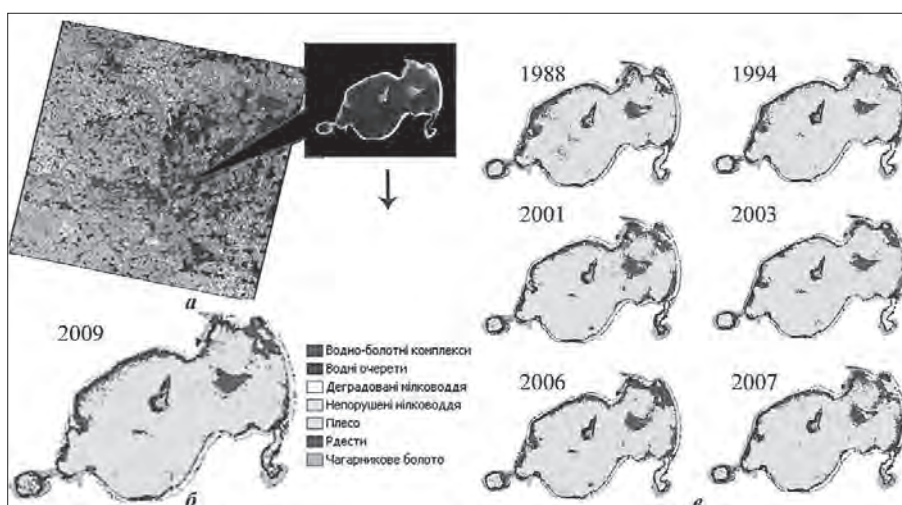 1988
1994
2001
2003
а
2009
Водно-болотні комплекси
Водні очерети
Деградовані мілководдя
Непорушені мілководдя
Плесо
Рдести
Чагарникове болото
2006
2007
б
в